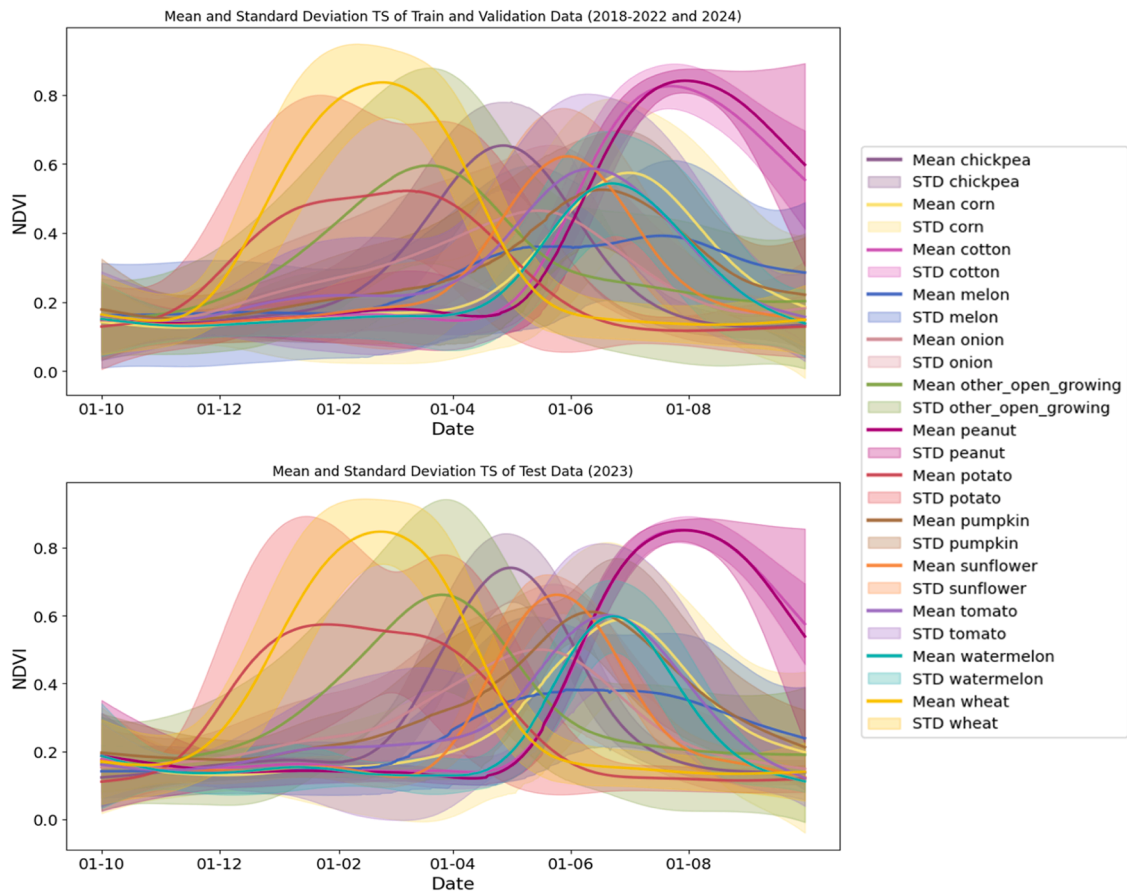 Mean and Standard Deviation TS of Train and Validation Data (2018-2022 and 2024)
NDVI
0.8
0.6
0.4
0.2
0.0
01-10 01-12 01-02 01-04 01-06 01-08
Date
Mean and Standard Deviation TS of Test Data (2023)
NDVI
0.8
0.6
0.4
0.2
0.0
01-10 01-12 01-02 01-04 01-06 01-08
Date
Mean chickpea
STD chickpea
Mean corn
STD corn
Mean cotton
STD cotton
Mean melon
STD melon
Mean onion
STD onion
Mean other_open_growing
STD other_open_growing
Mean peanut
STD peanut
Mean potato
STD potato
Mean pumpkin
STD pumpkin
Mean sunflower
STD sunflower
Mean tomato
STD tomato
Mean watermelon
STD watermelon
Mean wheat
STD wheat